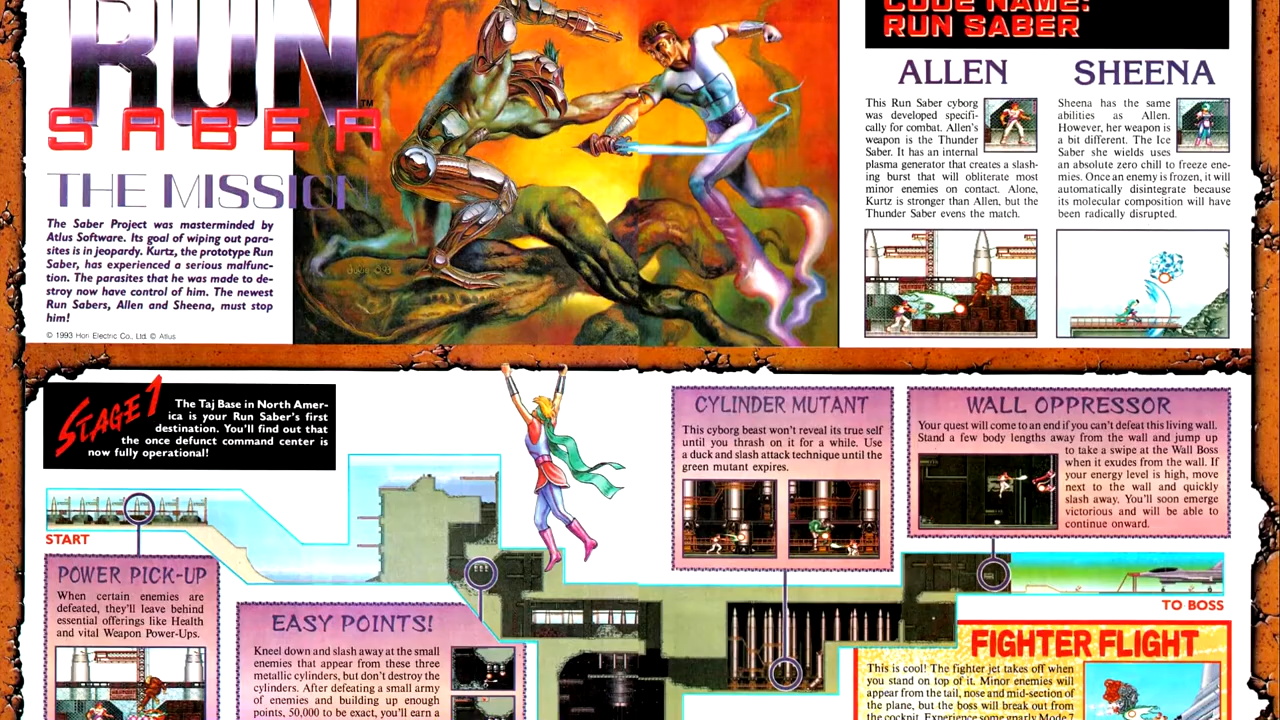 RUN
SABER
TM
THE MISSION
The Saber Project was masterminded by
Atlus Software. Its goal of wiping out para-
sites is in jeopardy. Kurtz, the prototype Run
Saber, has experienced a serious malfunc-
tion. The parasites that he was made to de-
stroy now have control of him. The newest
Run Sabers, Allen and Sheena, must stop
him!
© 1993 Hori Electric Co., Ltd. © Atlus
CODE NAME:
RUN SABER
ALLEN
This Run Saber cyborg
was developed specifi-
cally for combat. Allen's
weapon is the Thunder
Saber. It has an internal
plasma generator that creates a slash-
ing burst that will obliterate most
minor enemies on contact. Alone,
Kurtz is stronger than Allen, but the
Thunder Saber evens the match.
SHEENA
Sheena has the same
abilities as Allen.
However, her weapon is
a bit different. The Ice
Saber she wields uses
an absolute zero chill to freeze ene-
mies. Once an enemy is frozen, it will
automatically disintegrate because
its molecular composition will have
been radically disrupted.
STAGE 1
The Taj Base in North Amer-
ica is your Run Saber's first
destination. You'll find out that
the once defunct command center is
now fully operational!
START
POWER PICK-UP
When certain enemies are
defeated, they'll leave behind
essential offerings like Health
and vital Weapon Power-Ups.
EASY POINTS!
Kneel down and slash away at the small
enemies that appear from these three
metallic cylinders, but don't destroy the
cylinders. After defeating a small army
of enemies and building up enough
points, 50,000 to be exact, you'll earn a
CYLINDER MUTANT
This cyborg beast won't reveal its true self
until you thrash on it for a while. Use
a duck and slash attack technique until the
green mutant expires.
WALL OPPRESSOR
Your quest will come to an end if you can't defeat this living wall.
Stand a few body lengths away from the wall and jump up
to take a swipe at the Wall Boss
when it exudes from the wall. If
your energy level is high, move
next to the wall and quickly
slash away. You'll soon emerge
victorious and will be able to
continue onward.
TO BOSS
FIGHTER FLIGHT
This is cool! The fighter jet takes off when
you stand on top of it. Minor enemies will
appear from the tail, nose and mid-section of
the plane, but the boss will break out from
the cockpit. Experience some gnarly Mode 7